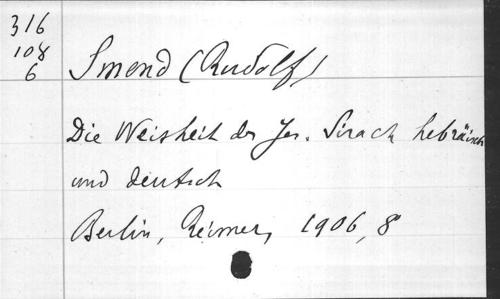 316
108
6
Smend (Rudolf)
Die Weisheit des Jes. Sirach hebräisch
und deutsch
Berlin, Reimer, 1906, 8